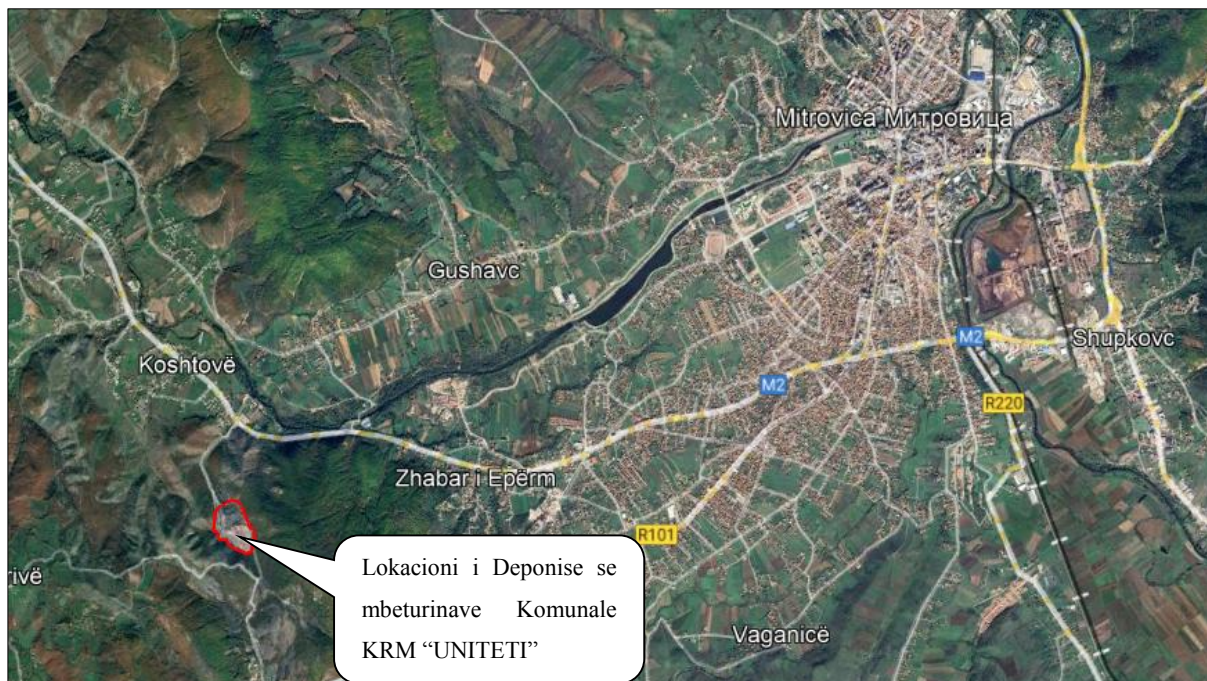 Mitrovica Митровица
Gushavc
Koshtovë
M2
Shupkovc
M2
R220
Zhabar i Epërm
R101
rivë
Lokacioni i Deponise se
mbeturinave Komunale
KRM “UNITETI”
Vaganicë